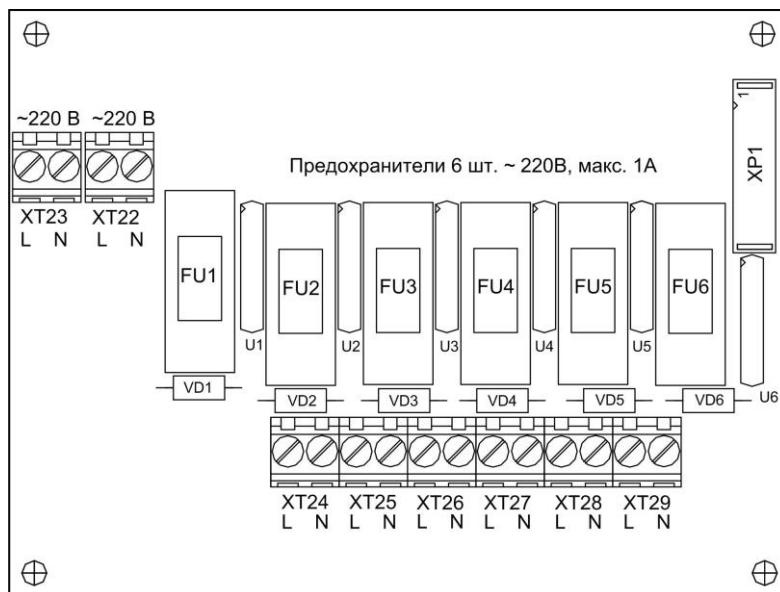 ~220 В ~220 В
XT23 XT22
L N L N
Предохранители 6 шт. ~ 220В, макс. 1А
1
XP1
FU1 FU2 FU3 FU4 FU5 FU6
U1 U2 U3 U4 U5 U6
VD1 VD2 VD3 VD4 VD5 VD6
XT24 XT25 XT26 XT27 XT28 XT29
L N L N L N L N L N L N